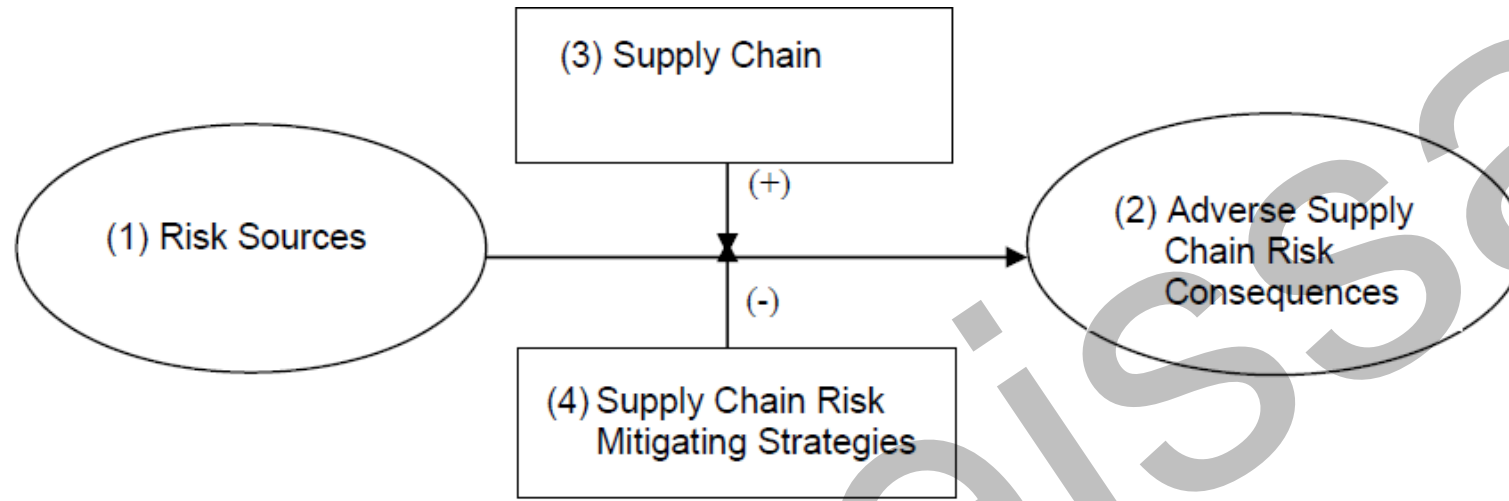 (3) Supply Chain
(+)
(1) Risk Sources
(2) Adverse Supply
Chain Risk
Consequences
(-)
(4) Supply Chain Risk
Mitigating Strategies